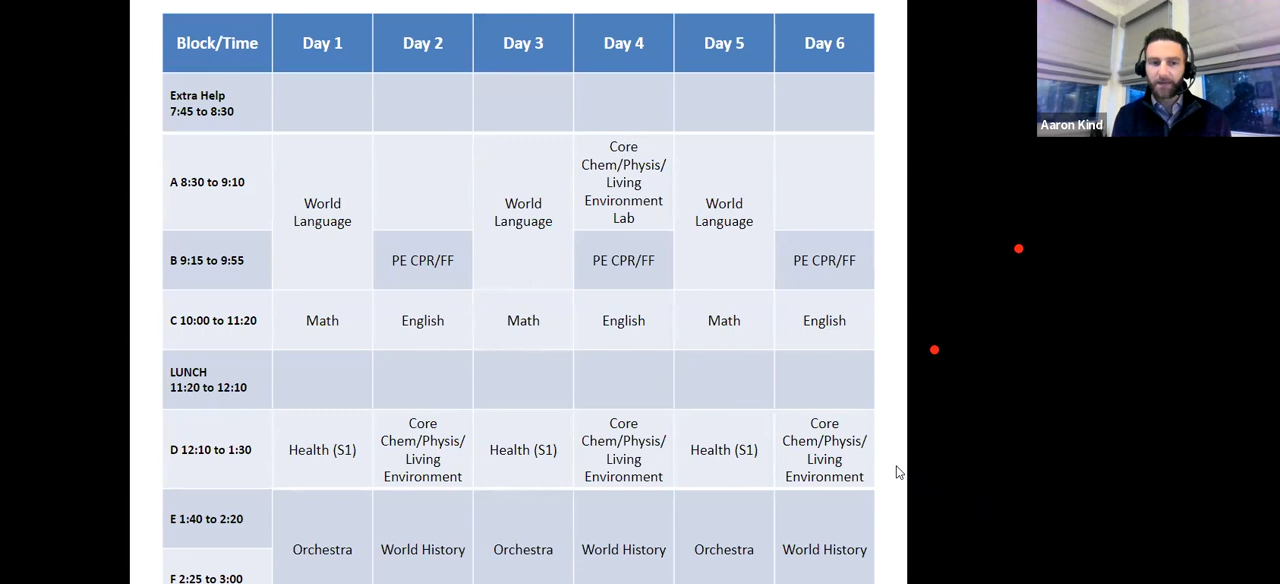 Block/Time Day 1 Day 2 Day 3 Day 4 Day 5 Day 6
Extra Help
7:45 to 8:30
A 8:30 to 9:10
World
Language
World
Language
Core
Chem/Physis/
Living
Environment
Lab
World
Language
B 9:15 to 9:55
PE CPR/FF
PE CPR/FF
PE CPR/FF
C 10:00 to 11:20 Math English Math English Math English
LUNCH
11:20 to 12:10
D 12:10 to 1:30
Health (S1)
Core
Chem/Physis/
Living
Environment
Health (S1)
Core
Chem/Physis/
Living
Environment
Health (S1)
Core
Chem/Physis/
Living
Environment
E 1:40 to 2:20
Orchestra World History Orchestra World History Orchestra World History
F 2:25 to 3:00
Aaron Kind